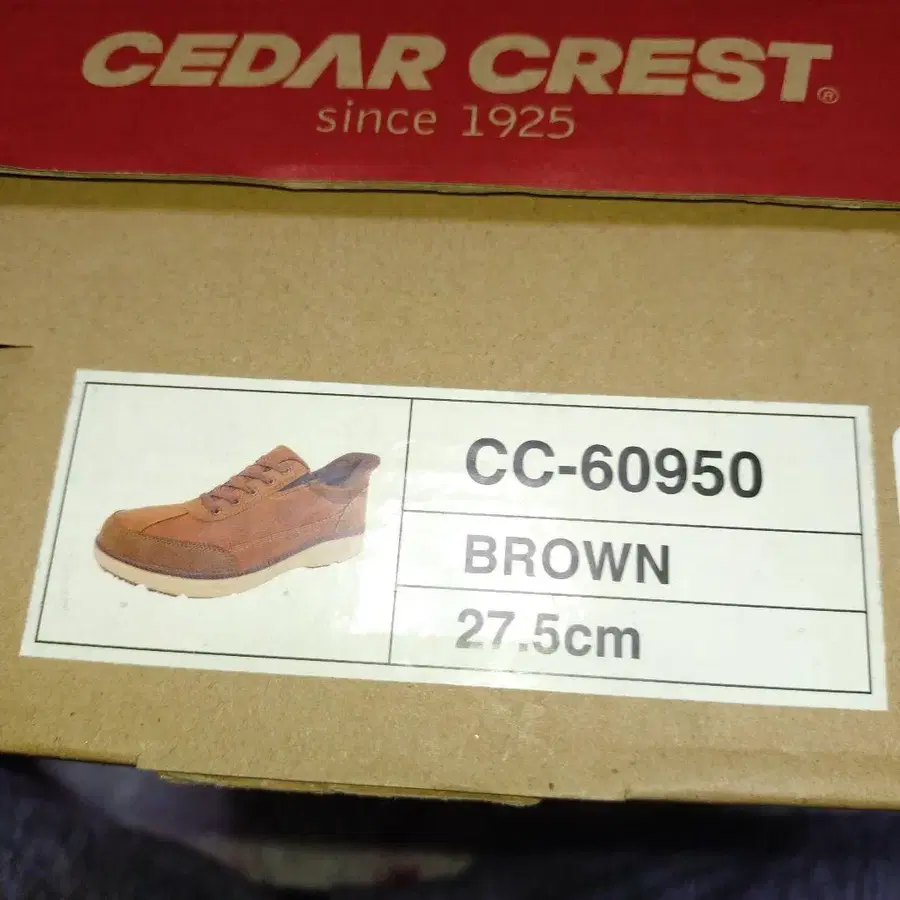 CEDAR CREST®
since 1925
CC-60950
BROWN
27.5cm